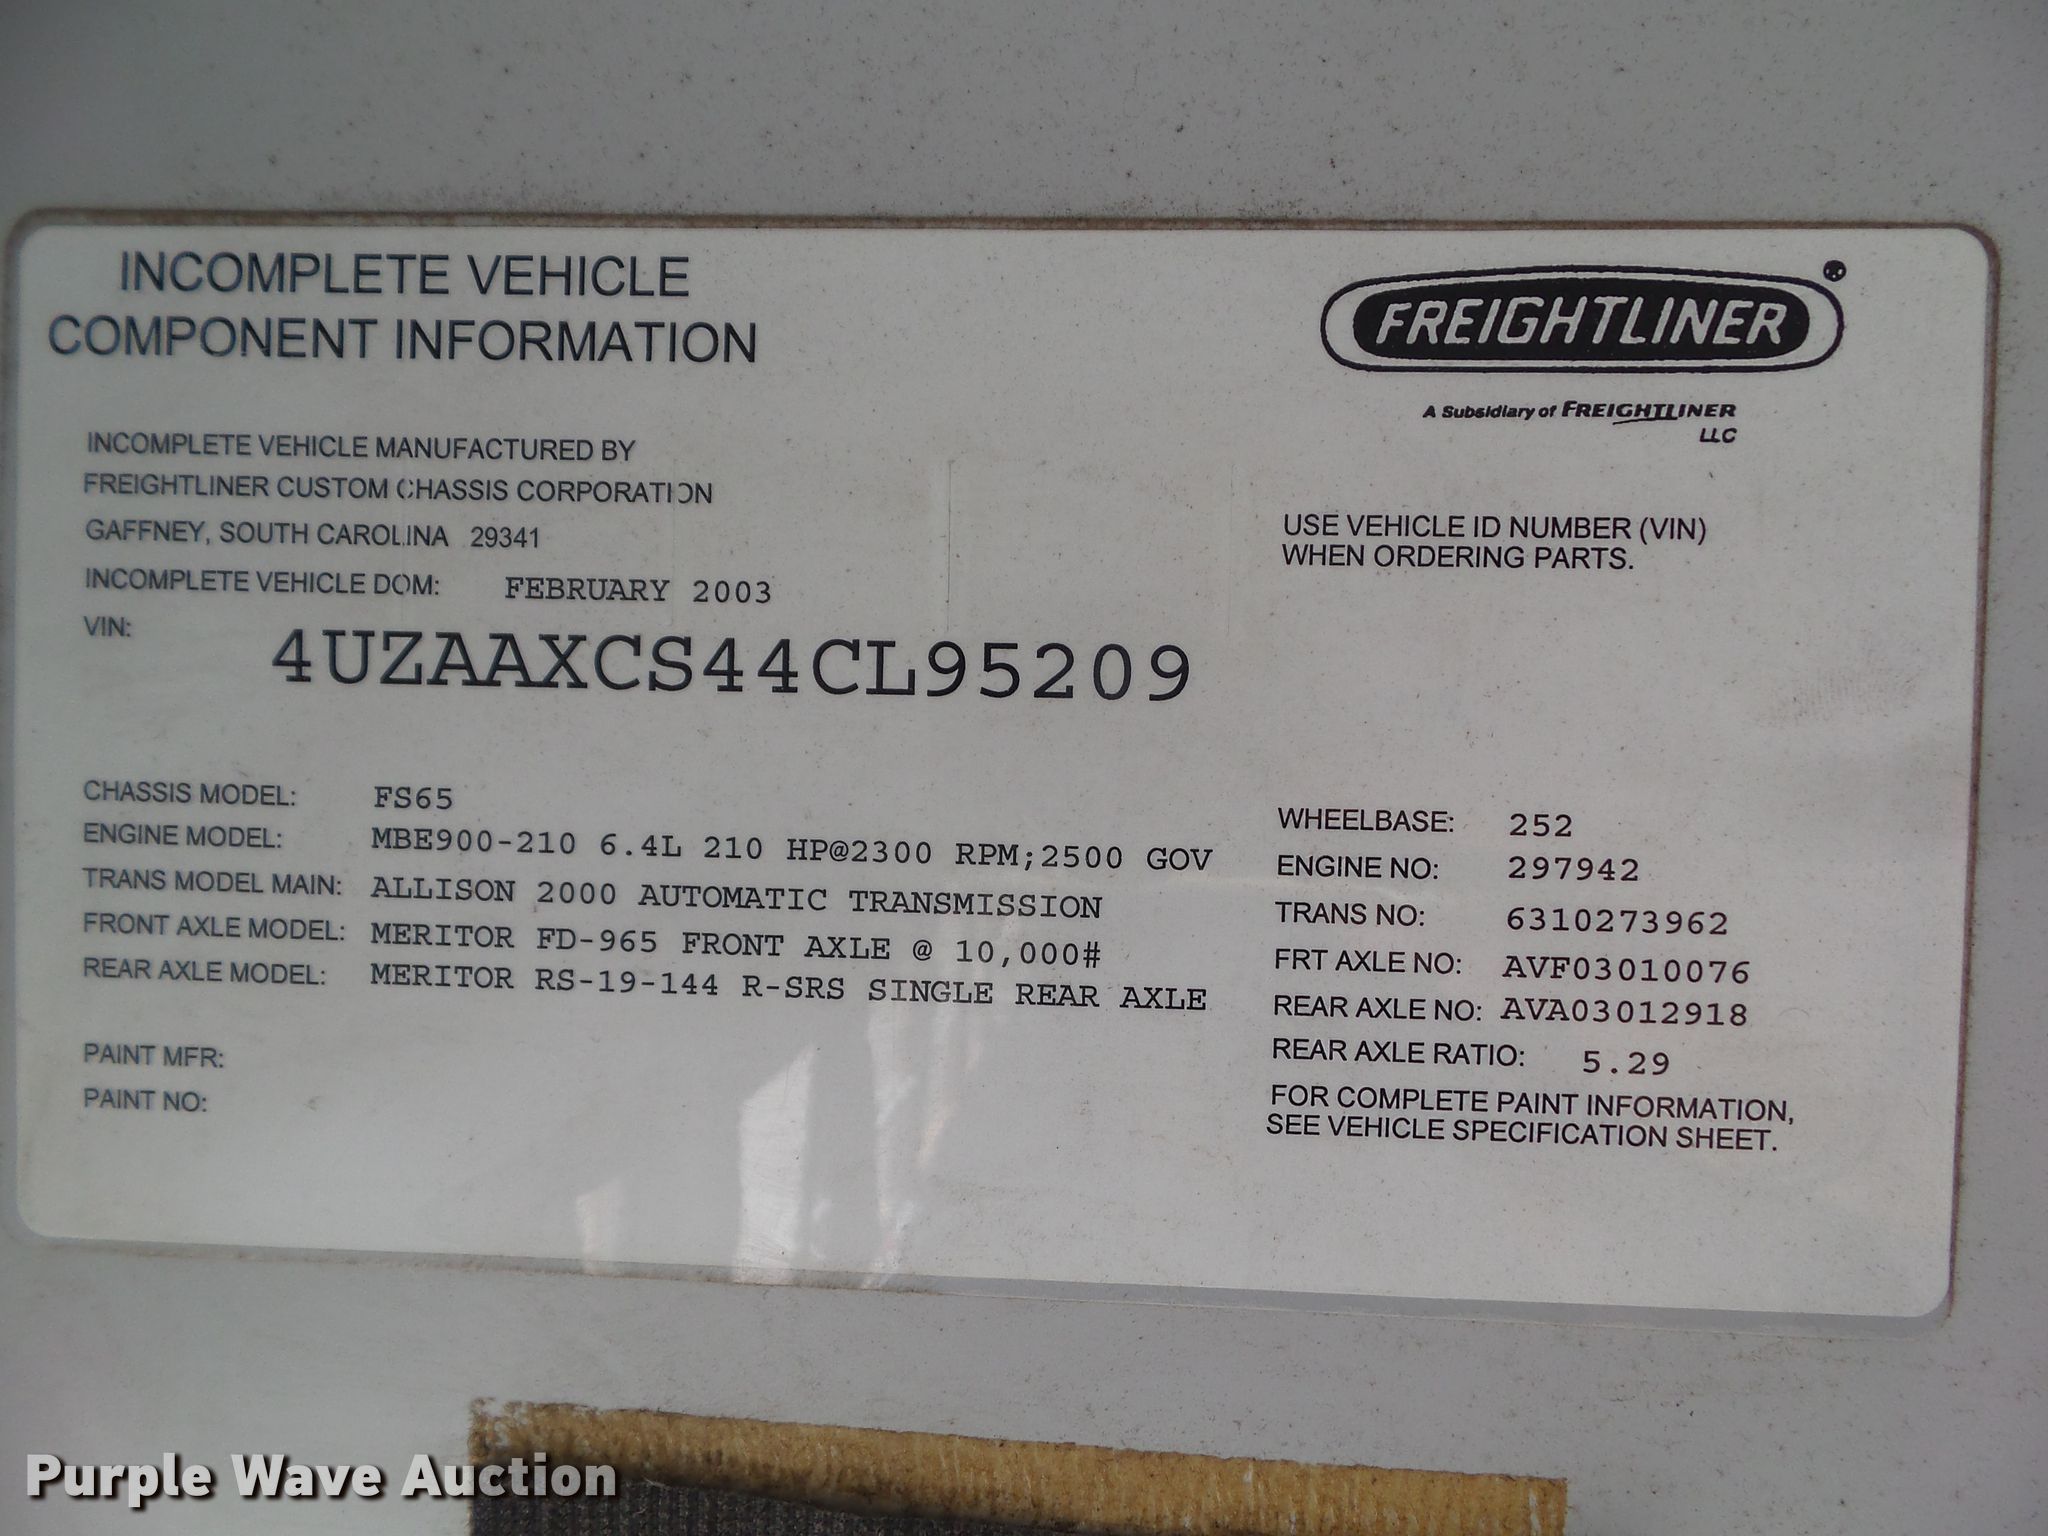 INCOMPLETE VEHICLE
COMPONENT INFORMATION
FREIGHTLINER
A Subsidiary of FREIGHTLINER
LLC
INCOMPLETE VEHICLE MANUFACTURED BY
FREIGHTLINER CUSTOM CHASSIS CORPORATION
GAFFNEY, SOUTH CAROLINA 29341
INCOMPLETE VEHICLE DOM: FEBRUARY 2003
VIN: 4UZAAXCS44CL95209
USE VEHICLE ID NUMBER (VIN)
WHEN ORDERING PARTS.
CHASSIS MODEL: FS65
ENGINE MODEL: MBE900-210 6.4L 210 HP@2300 RPM;2500 GOV
TRANS MODEL MAIN: ALLISON 2000 AUTOMATIC TRANSMISSION
FRONT AXLE MODEL: MERITOR FD-965 FRONT AXLE @ 10,000#
REAR AXLE MODEL: MERITOR RS-19-144 R-SRS SINGLE REAR AXLE
PAINT MFR:
PAINT NO:
WHEELBASE: 252
ENGINE NO: 297942
TRANS NO: 6310273962
FRT AXLE NO: AVF03010076
REAR AXLE NO: AVA03012918
REAR AXLE RATIO: 5.29
FOR COMPLETE PAINT INFORMATION,
SEE VEHICLE SPECIFICATION SHEET.
Purple Wave Auction